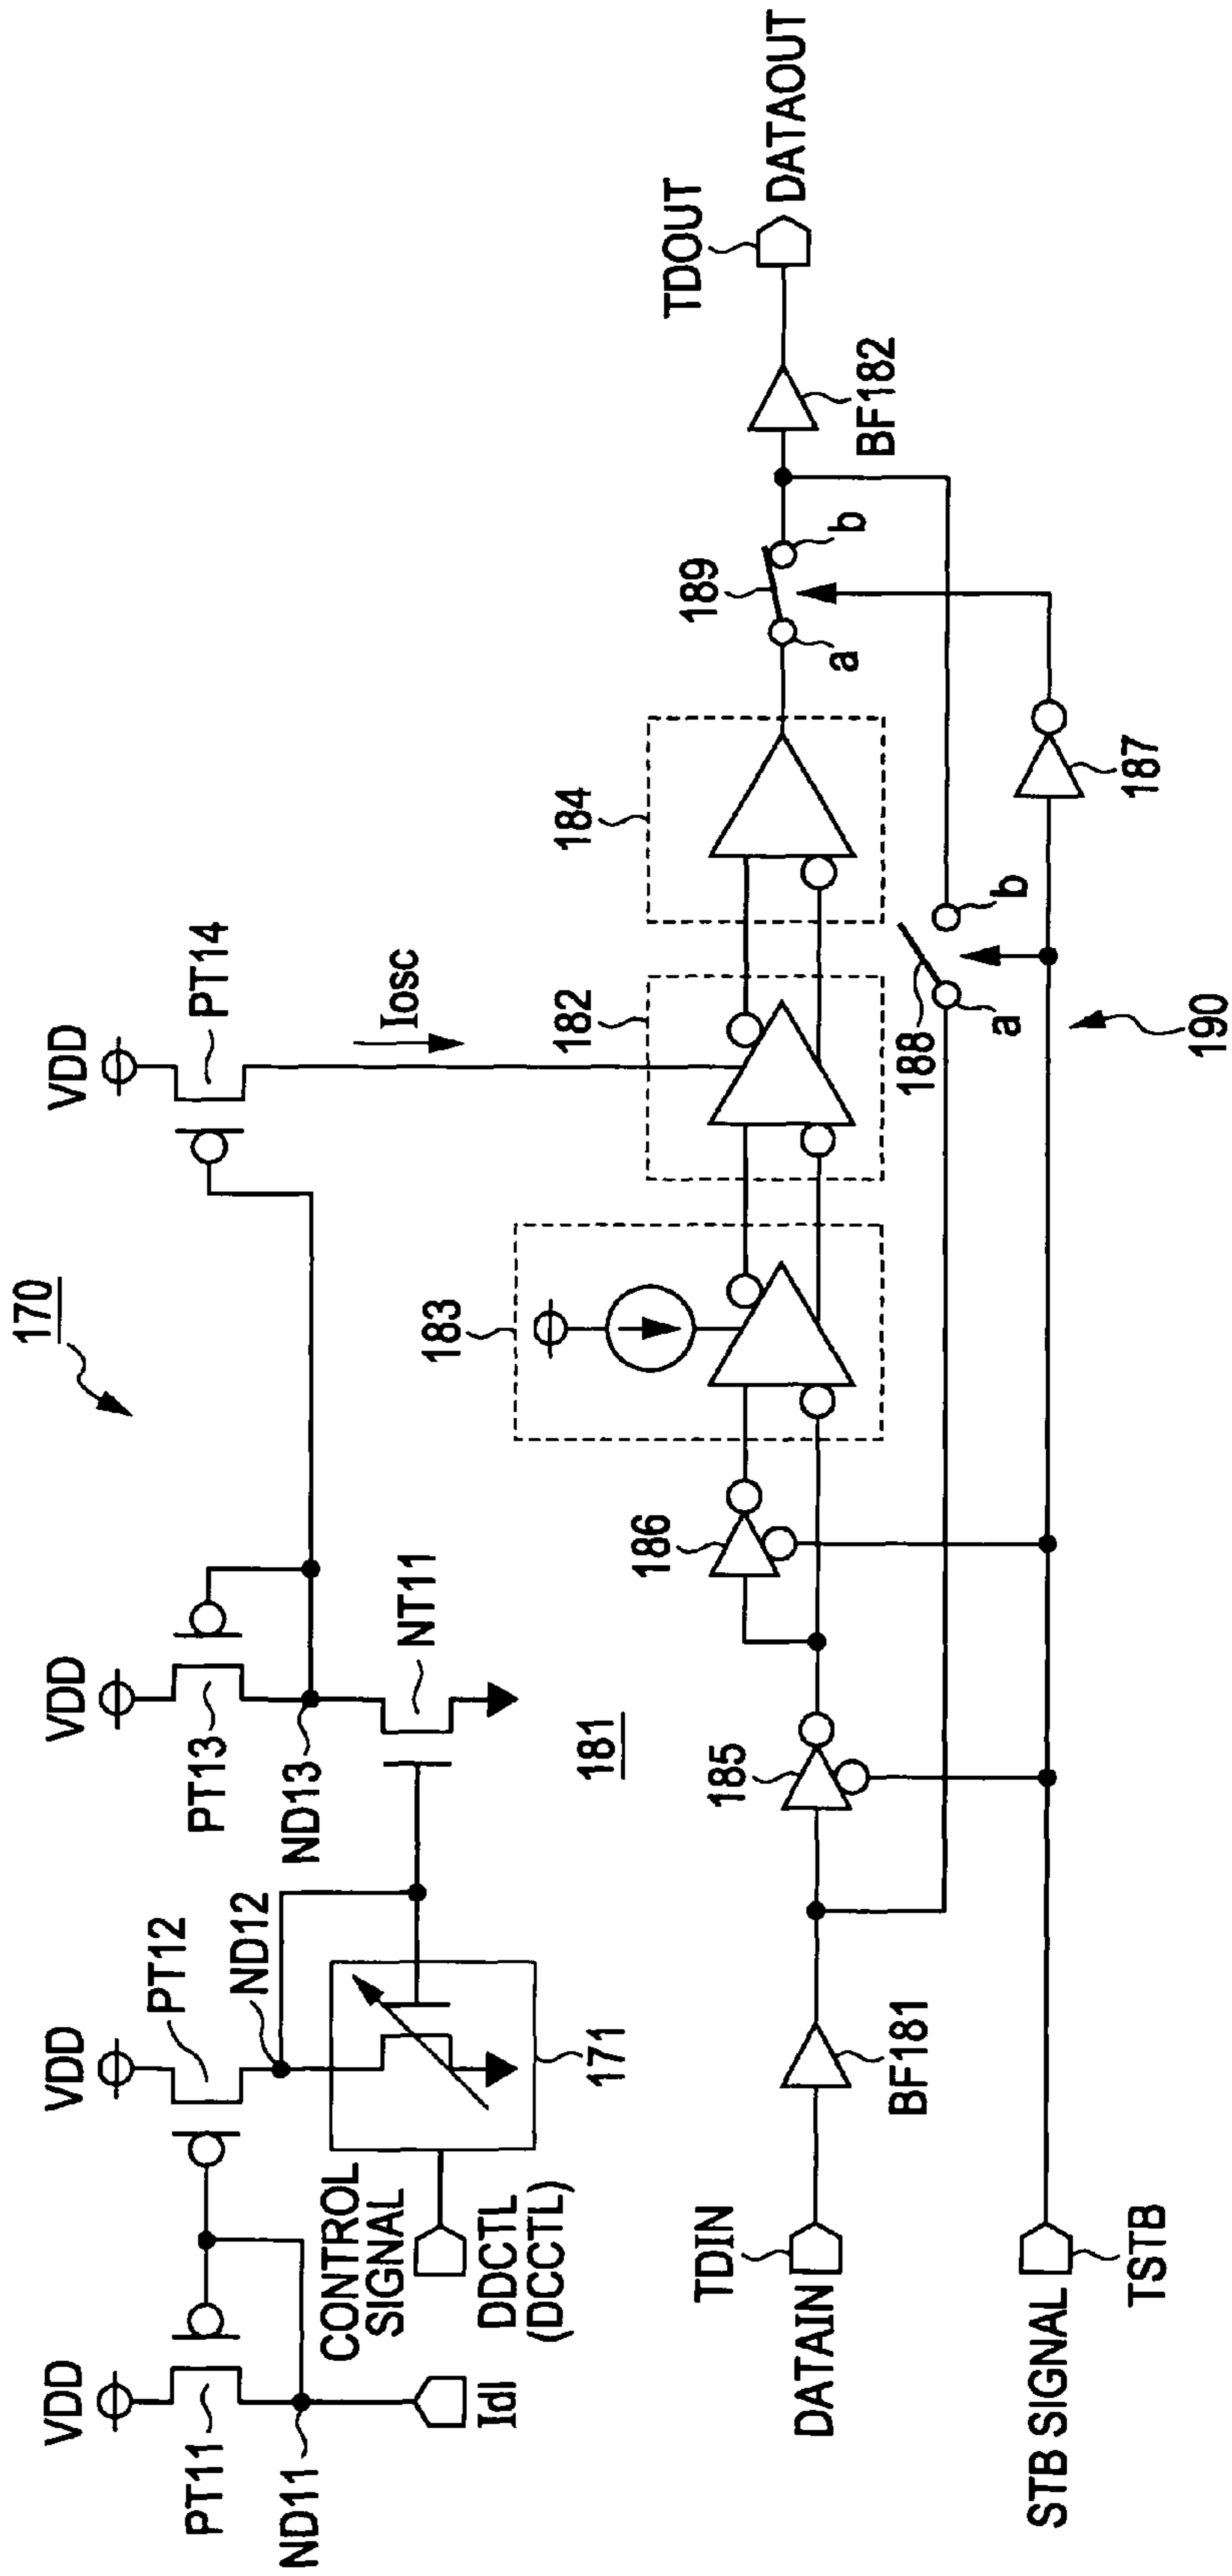 170
VDD
VDD
VDD
VDD
PT11
PT12
PT13
PT14
ND11
ND12
ND13
NT11
Iosc
CONTROL
SIGNAL
Idl
DDCTL
(DCCTL)
171
181
183
182
184
186
185
189
a
b
TDIN
DATAIN
BF181
TDOUT
DATAOUT
BF182
188
a
b
187
STB SIGNAL
TSTB
190